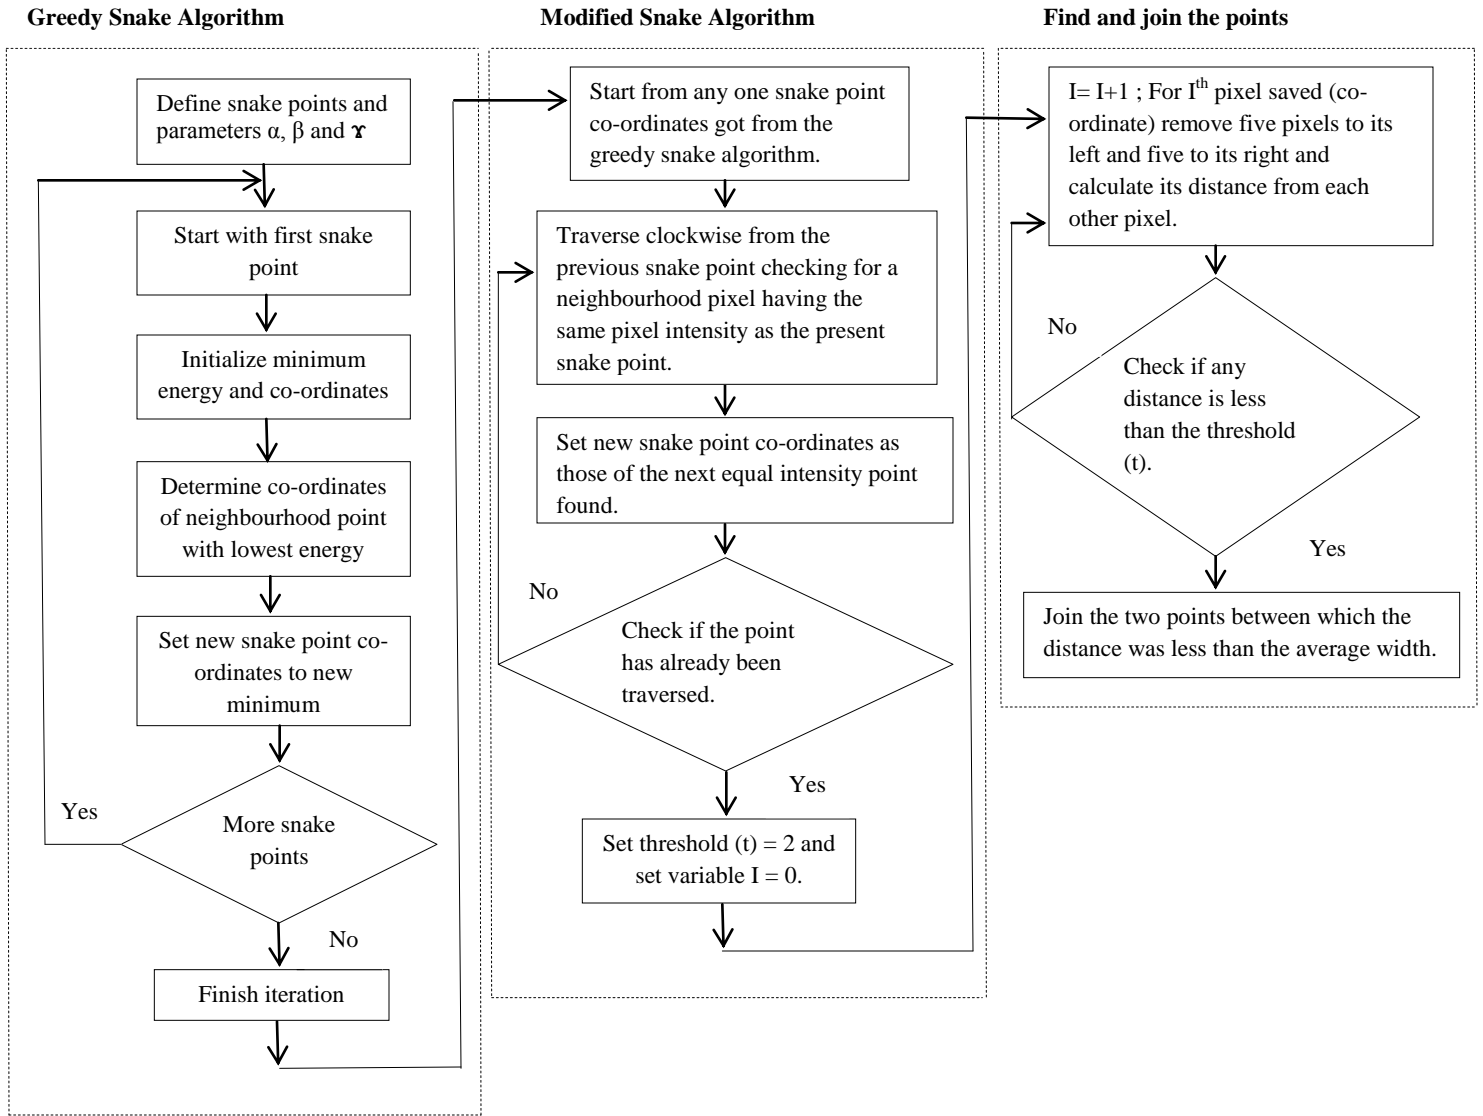 Greedy Snake Algorithm
Define snake points and
parameters α, β and ϒ
Start with first snake
point
Initialize minimum
energy and co-ordinates
Determine co-ordinates
of neighbourhood point
with lowest energy
Set new snake point co-
ordinates to new
minimum
Yes
More snake
points
No
Finish iteration
Modified Snake Algorithm
Start from any one snake point
co-ordinates got from the
greedy snake algorithm.
Traverse clockwise from the
previous snake point checking for a
neighbourhood pixel having the
same pixel intensity as the present
snake point.
Set new snake point co-ordinates as
those of the next equal intensity point
found.
No
Check if the point
has already been
traversed.
Yes
Set threshold (t) = 2 and
set variable I = 0.
Find and join the points
I= I+1 ; For Ith pixel saved (co-
ordinate) remove five pixels to its
left and five to its right and
calculate its distance from each
other pixel.
No
Check if any
distance is less
than the threshold
(t).
Yes
Join the two points between which the
distance was less than the average width.